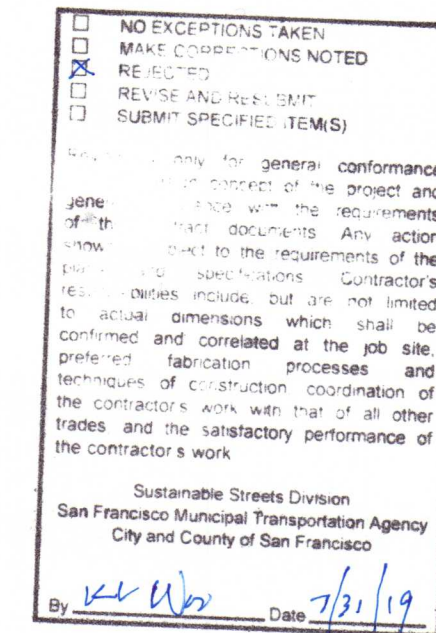 NO EXCEPTIONS TAKEN
MAKE CORRECTIONS NOTED
REJECTED
REVISE AND RESUBMIT
SUBMIT SPECIFIED ITEM(S)
only for general conformance
concept of the project and
gene with the requirements
of th documents Any action
show to the requirements of the
specifications Contractor's
include, but are not limited
to actual dimensions which shall be
confirmed and correlated at the job site,
preferred fabrication processes and
techniques of construction coordination of
the contractor's work with that of all other
trades and the satisfactory performance of
the contractor s work
Sustainable Streets Division
San Francisco Municipal Transportation Agency
City and County of San Francisco
By Date 7/31/19